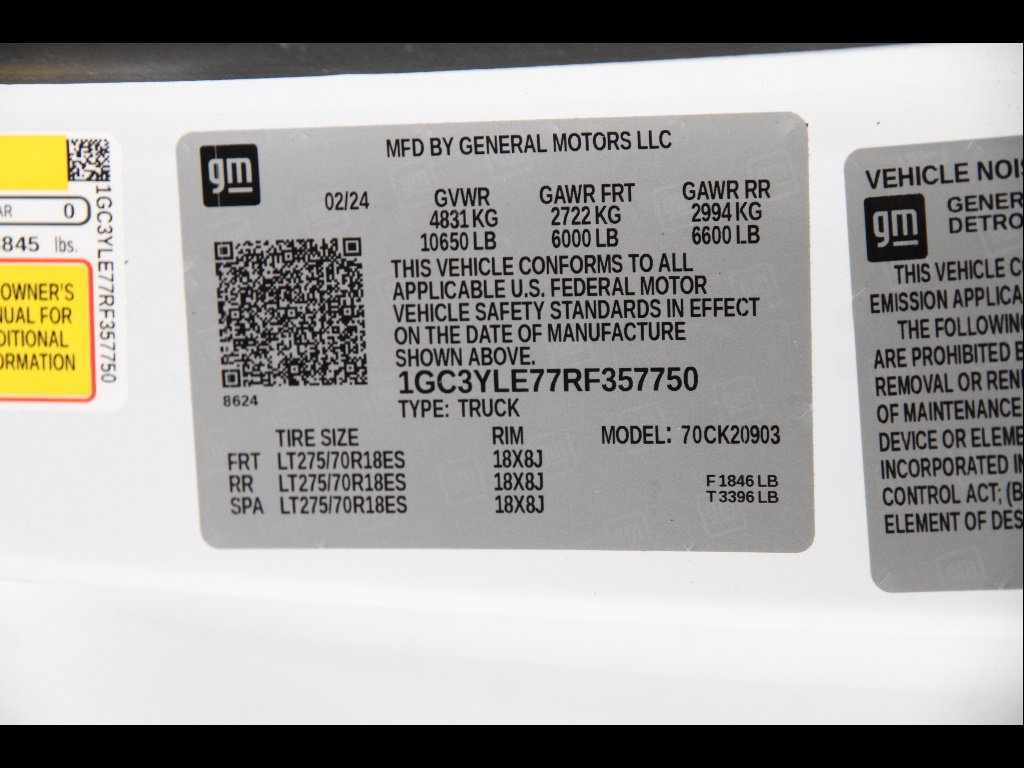 AR 0
845 lbs.
OWNER'S
UAL FOR
DITIONAL
ORMATION
1GC3YLE77RF357750
gm
MFD BY GENERAL MOTORS LLC
02/24
GVWR GAWR FRT GAWR RR
4831 KG 2722 KG 2994 KG
10650 LB 6000 LB 6600 LB
THIS VEHICLE CONFORMS TO ALL
APPLICABLE U.S. FEDERAL MOTOR
VEHICLE SAFETY STANDARDS IN EFFECT
ON THE DATE OF MANUFACTURE
SHOWN ABOVE.
8624
1GC3YLE77RF357750
TYPE: TRUCK
TIRE SIZE RIM MODEL: 70CK20903
FRT LT275/70R18ES 18X8J
RR LT275/70R18ES 18X8J F 1846 LB
SPA LT275/70R18ES 18X8J T 3396 LB
VEHICLE NOIS
gm
GENER
DETRO
THIS VEHICLE C
EMISSION APPLICA
THE FOLLOWING
ARE PROHIBITED B
REMOVAL OR REN
OF MAINTENANCE,
DEVICE OR ELEME
INCORPORATED IN
CONTROL ACT; (B
ELEMENT OF DES